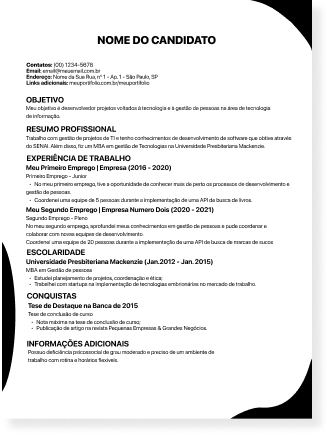 NOME DO CANDIDATO
Contatos: (00) 1234-5678
Email: email@meuemail.com.br
Endereço: Nome da Sua Rua, nº 1 - Ap. 1 - São Paulo, SP
Links adicionais: meuportifolio.com.br/meuportifolio
OBJETIVO
Meu objetivo é desenvolver projetos voltados à tecnologia e à gestão de pessoas na área de tecnologia
de informação.
RESUMO PROFISSIONAL
Trabalho com gestão de projetos de TI e tenho conhecimentos de desenvolvimento de software que obtive através
do SENAI. Além disso, fiz um MBA em gestão de Tecnologias na Universidade Presbiteriana Mackenzie.
EXPERIÊNCIA DE TRABALHO
Meu Primeiro Emprego | Empresa (2016 - 2020)
Primeiro Emprego - Junior
• No meu primeiro emprego, tive a oportunidade de conhecer mais de perto os processos de desenvolvimento e
gestão de pessoas.
• Coordenei uma equipe de 5 pessoas durante a implementação de uma API de busca de livros.
Meu Segundo Emprego | Empresa Numero Dois (2020 - 2021)
Segundo Emprego - Pleno
No meu segundo emprego, aprofundei meus conhecimentos em gestão de pessoas e pude coordenar e
colaborar com novas equipes de desenvolvimento.
Coordenei uma equipe de 20 pessoas durante a implementação de uma API de busca de marcas de sucos
ESCOLARIDADE
Universidade Presbiteriana Mackenzie (Jan.2012 - Jan. 2015)
MBA em Gestão de pessoas
• Estudei planejamento de projetos, coordenação e ética;
• Trabalhei com startups na implementação de tecnologias embrionárias no mercado de trabalho.
CONQUISTAS
Tese de Destaque na Banca de 2015
Tese de conclusão de curso
• Nota máxima na tese de conclusão de curso;
• Publicação de artigo na revista Pequenas Empresas & Grandes Negócios.
INFORMAÇÕES ADICIONAIS
Possuo deficiência psicossocial de grau moderado e preciso de um ambiente de
trabalho com rotina e horários flexíveis.